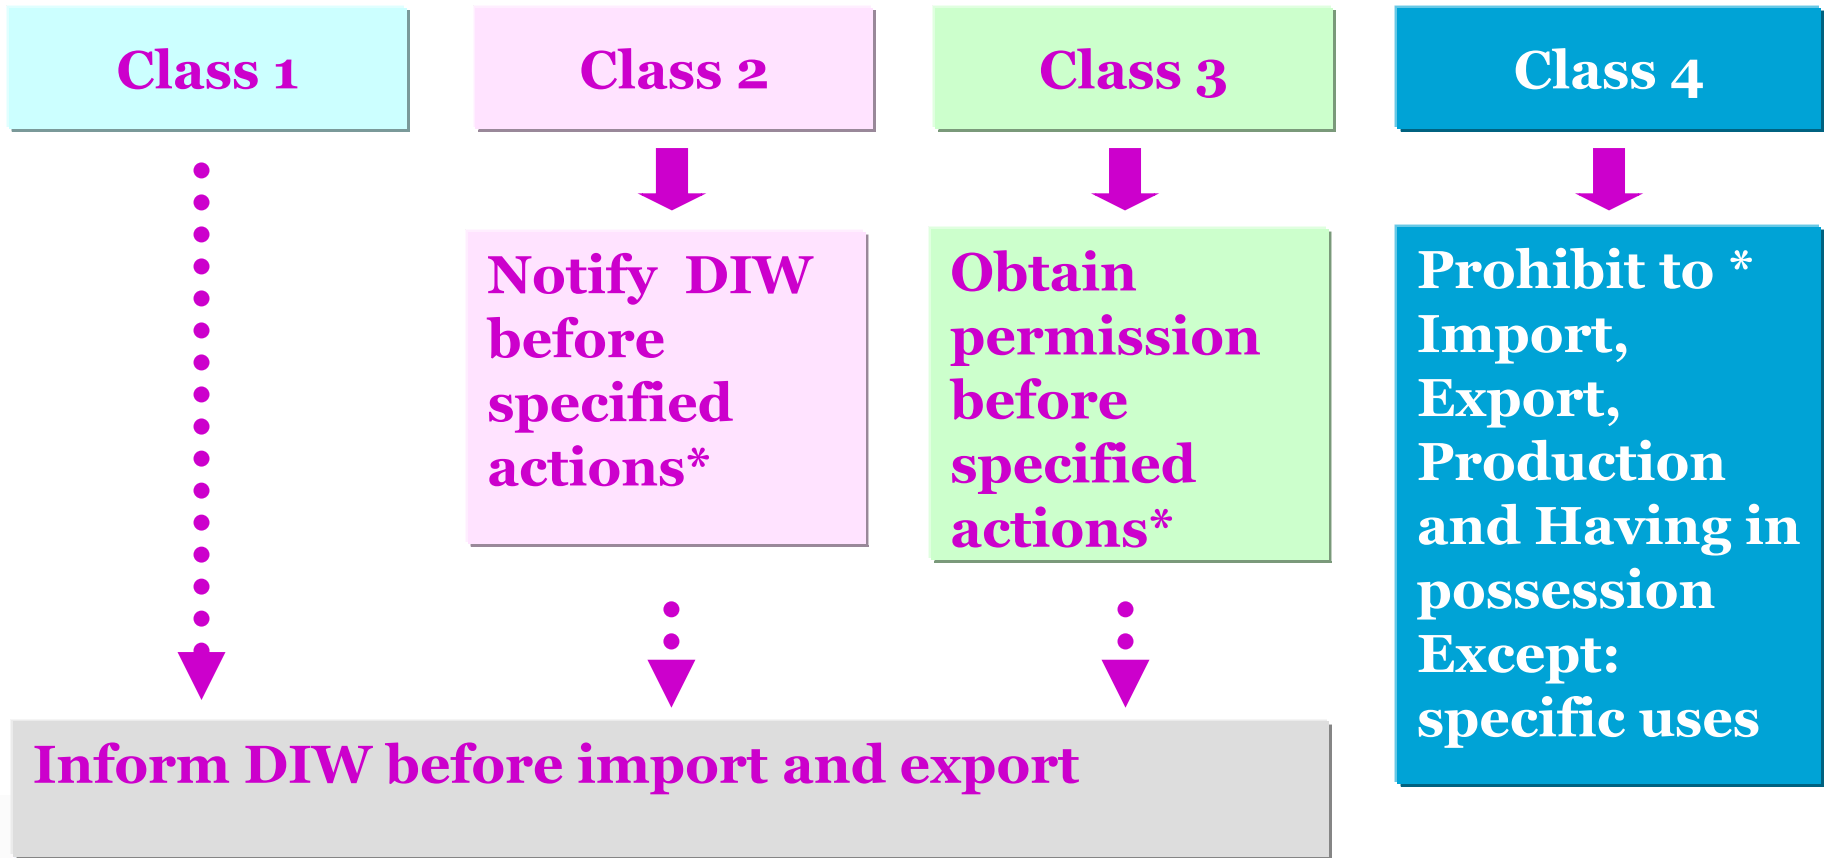 Class 1
Class 2
Class 3
Class 4
Notify DIW
before
specified
actions*
Obtain
permission
before
specified
actions*
Prohibit to *
Import,
Export,
Production
and Having in
possession
Except:
specific uses
Inform DIW before import and export